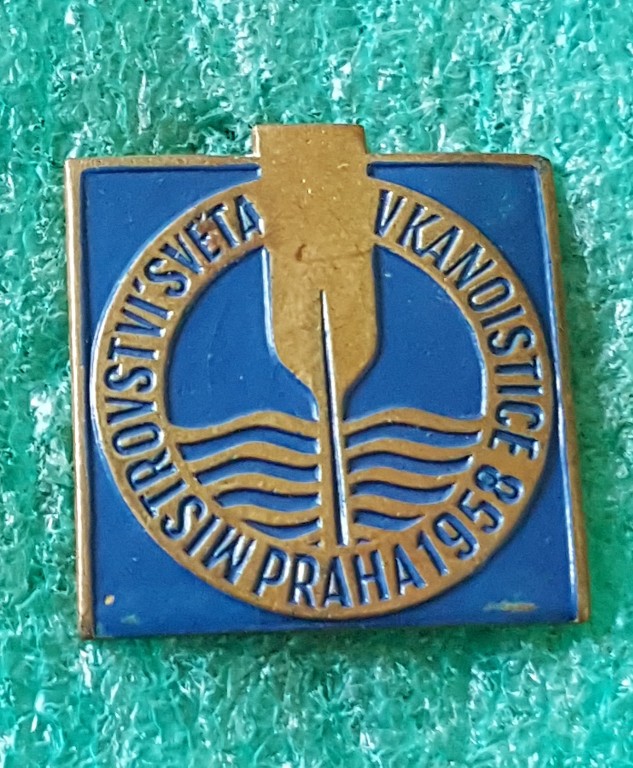 MISTROVSTVÍ SVĚTA V KANOISTICE
PRAHA 1958